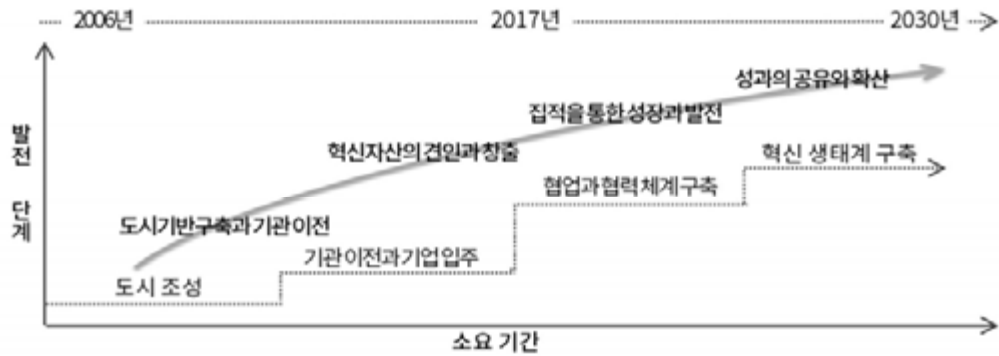 2006년 2017년 2030년
성과의 공유와 확산
집적을 통한 성장과 발전
혁신자산의 견인과 창출
혁신 생태계 구축
협업과 협력 체계 구축
도시기반구축과 기관 이전
기관 이전과 기업 입주
도시 조성
발전 단계
소요 기간